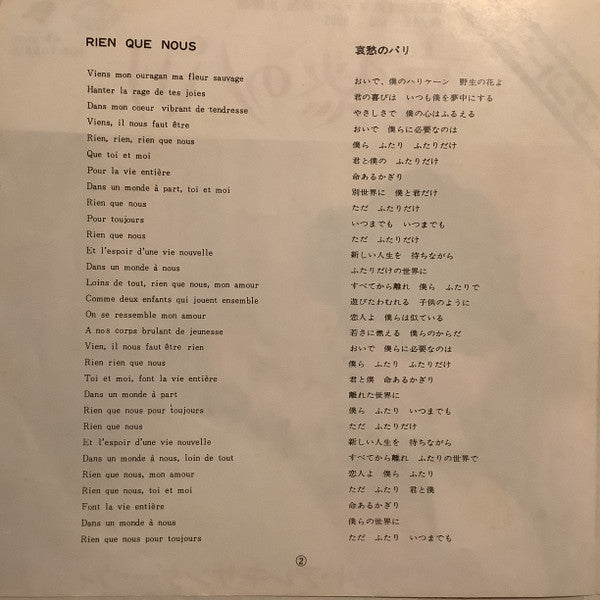 RIEN QUE NOUS
Viens mon ouragan ma fleur sauvage
Hanter la rage de tes joies
Dans mon coeur vibrant de tendresse
Viens, il nous faut être
Rien, rien, rien que nous
Que toi et moi
Pour la vie entière
Dans un monde à part, toi et moi
Rien que nous
Pour toujours
Rien que nous
Et l'espoir d'une vie nouvelle
Dans un monde à nous
Loins de tout, rien que nous, mon amour
Comme deux enfants qui jouent ensemble
On se ressemble mon amour
A nos corps brulant de jeunesse
Vien, il nous faut être rien
Rien rien que nous
Toi et moi, font la vie entière
Dans un monde à part
Rien que nous pour toujours
Rien que nous
Et l'espoir d'une vie nouvelle
Dans un monde à nous, loin de tout
Rien que nous, mon amour
Rien que nous, toi et moi
Font la vie entière
Dans un monde à nous
Rien que nous pour toujours
哀愁のパリ
おいで、僕のハリケーン 野生の花よ
君の喜びは いつも僕を夢中にする
やさしさで 僕の心はふるえる
おいで 僕らに必要なのは
僕ら ふたり ふたりだけ
君と僕の ふたりだけ
命あるかぎり
別世界に 僕と君だけ
ただ ふたりだけ
いつまでも いつまでも
ただ ふたりだけ
新しい人生を 待ちながら
ふたりだけの世界に
すべてから離れ 僕ら ふたりで
遊びたわむれる 子供のように
恋人よ 僕らは似ている
若さに燃える 僕らのからだ
おいで 僕らに必要なのは
僕ら ふたり ふたりだけ
君と僕 命あるかぎり
離れた世界に
僕ら ふたり いつまでも
ただ ふたりだけ
新しい人生を 待ちながら
すべてから離れ ふたりの世界で
恋人よ 僕ら ふたり
ただ ふたり 君と僕
命あるかぎり
僕らの世界に
ただ ふたり いつまでも
②